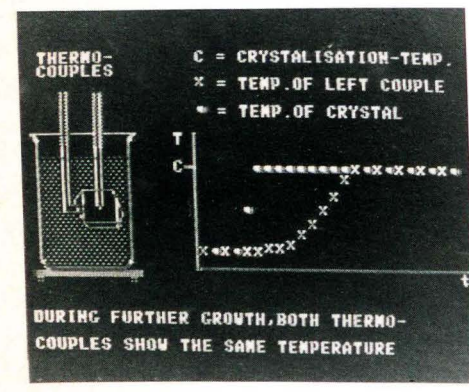 THERMO-
COUPLES
C = CRYSTALISATION-TEMP.
x = TEMP.OF LEFT COUPLE
= TEMP.OF CRYSTAL
T
C
t
DURING FURTHER GROWTH,BOTH THERMO-
COUPLES SHOW THE SAME TEMPERATURE